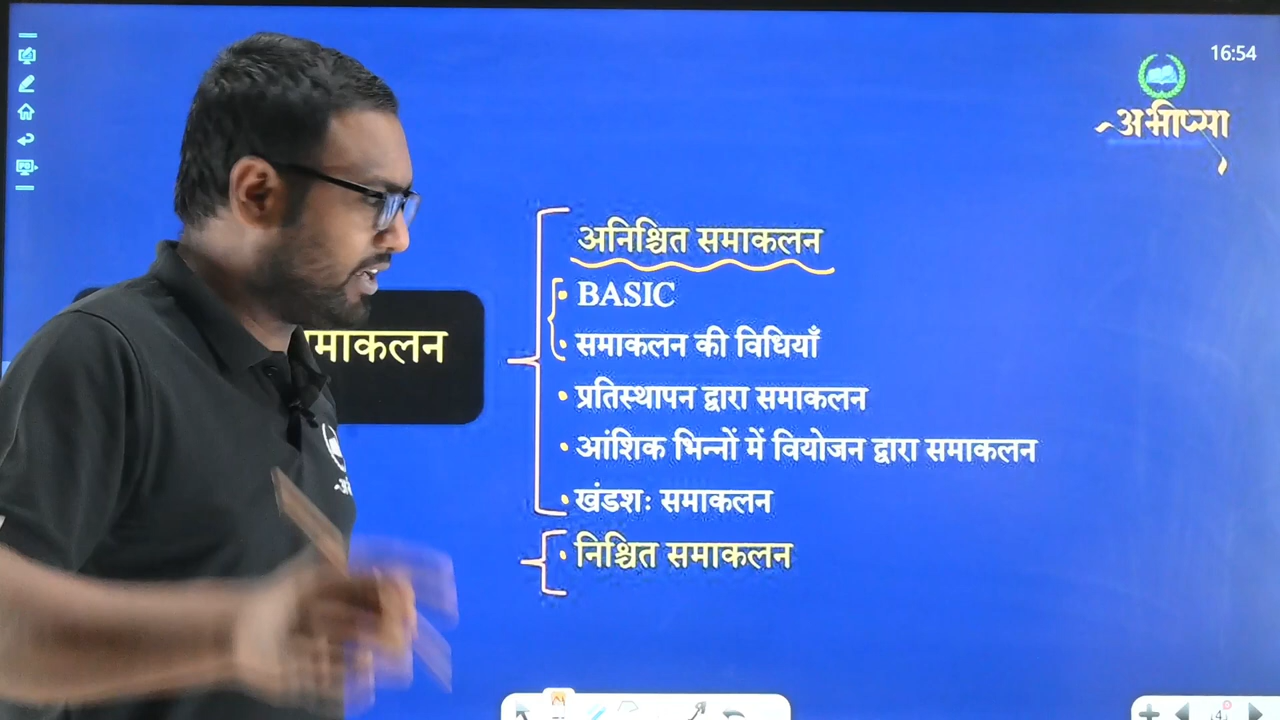 16:54
अभीप्सा
अनिश्चित समाकलन
• BASIC
• समाकलन की विधियाँ
माकलन
• प्रतिस्थापन द्वारा समाकलन
• आंशिक भिन्नों में वियोजन द्वारा समाकलन
• खंडशः समाकलन
• निश्चित समाकलन